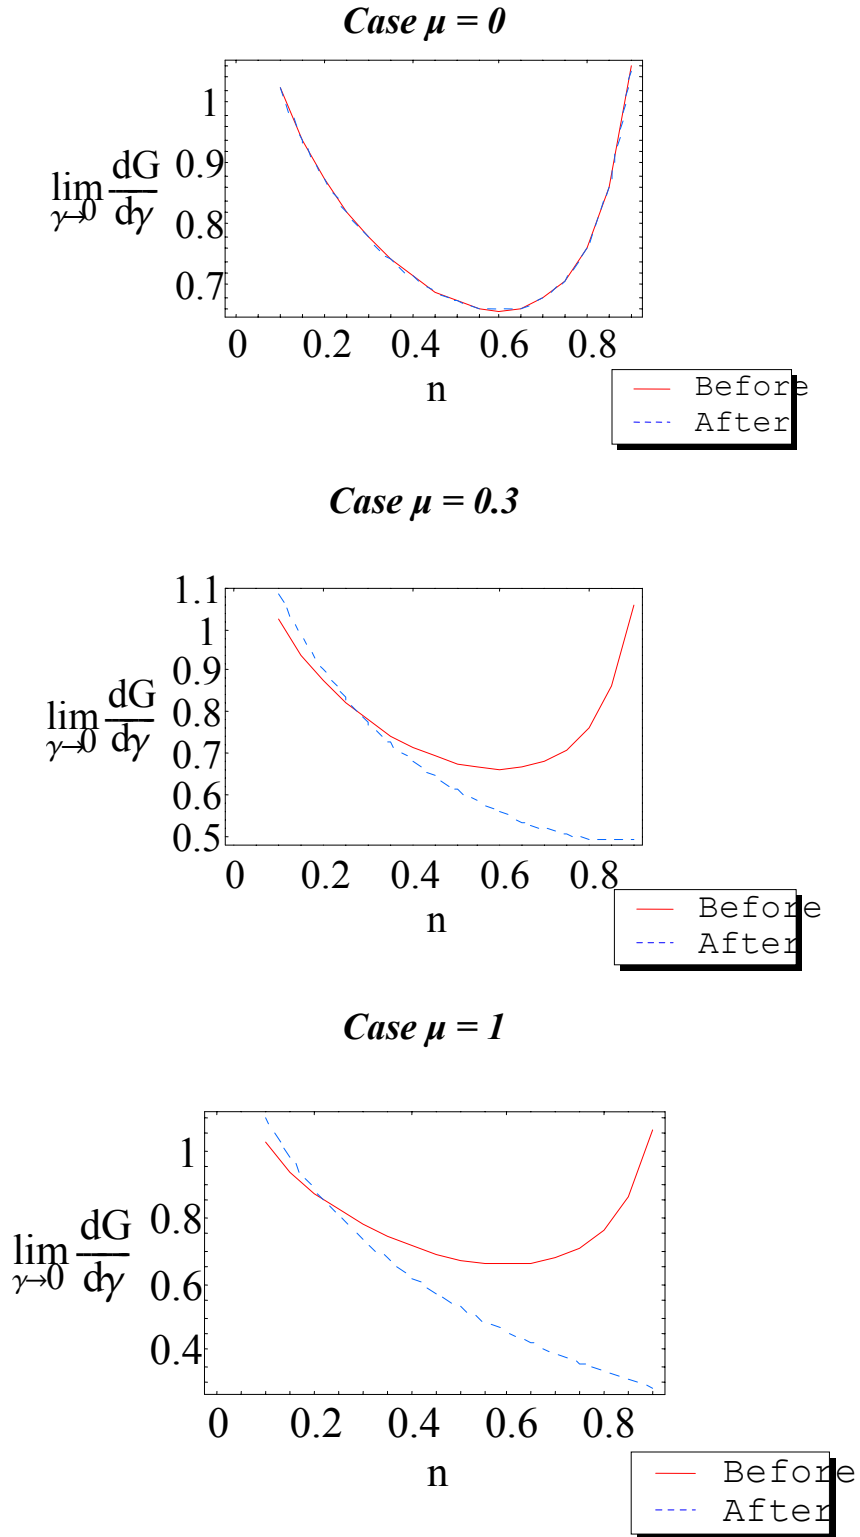 Case μ = 0
1
0.9
lim dG
γ→0 dγ
0.8
0.7
0 0.2 0.4 0.6 0.8
n
Before
After
Case μ = 0.3
1.1
1
0.9
lim dG
γ→0 dγ
0.8
0.7
0.6
0.5
0 0.2 0.4 0.6 0.8
n
Before
After
Case μ = 1
1
0.8
lim dG
γ→0 dγ
0.6
0.4
0 0.2 0.4 0.6 0.8
n
Before
After